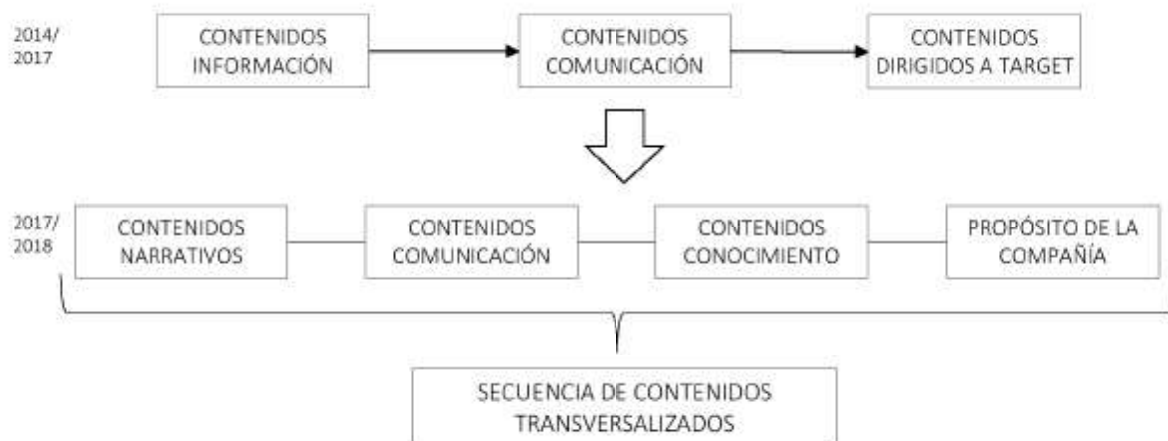 2014/
2017
CONTENIDOS
INFORMACIÓN
CONTENIDOS
COMUNICACIÓN
CONTENIDOS
DIRIGIDOS A TARGET
2017/
2018
CONTENIDOS
NARRATIVOS
CONTENIDOS
COMUNICACIÓN
CONTENIDOS
CONOCIMIENTO
PROPÓSITO DE LA
COMPAÑÍA
SECUENCIA DE CONTENIDOS
TRANSVERSALIZADOS